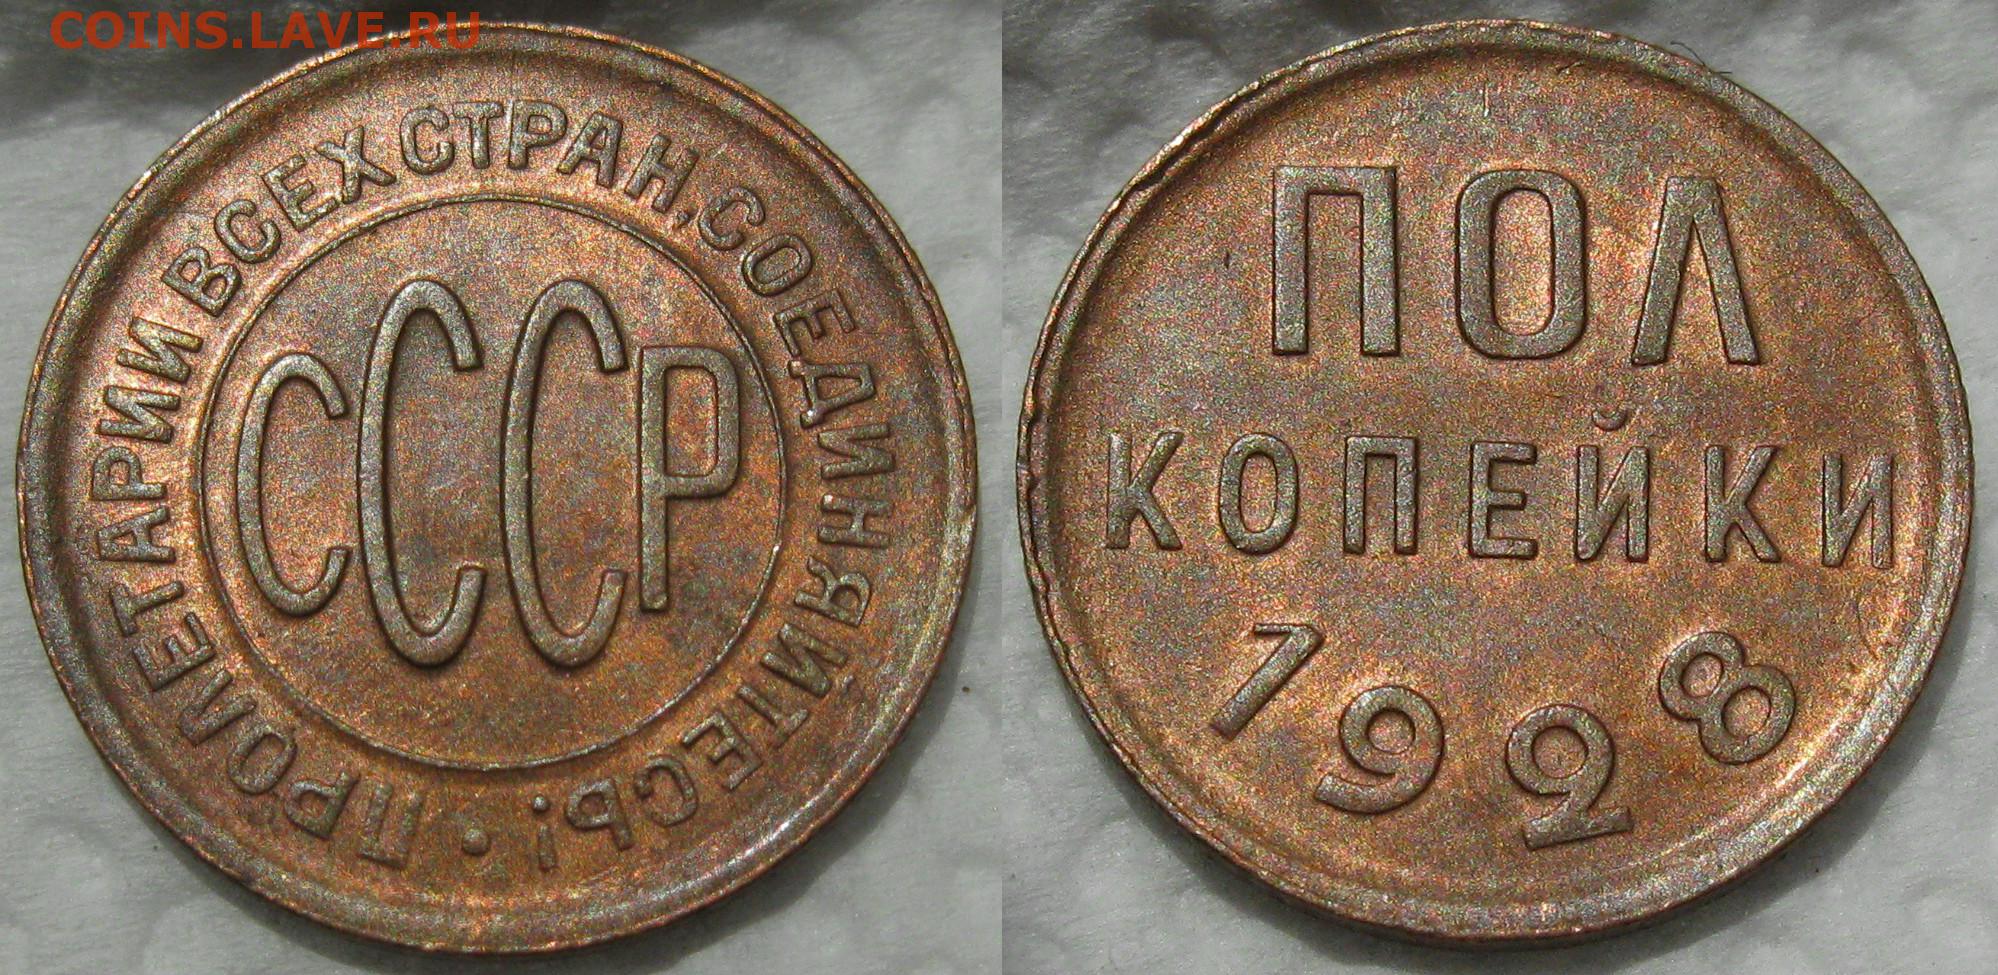 COINS.LAVE.RU
ПРОЛЕТАРИИ ВСЕХ СТРАН, СОЕДИНЯЙТЕСЬ! •
СССР
ПОЛ
КОПЕЙКИ
1928